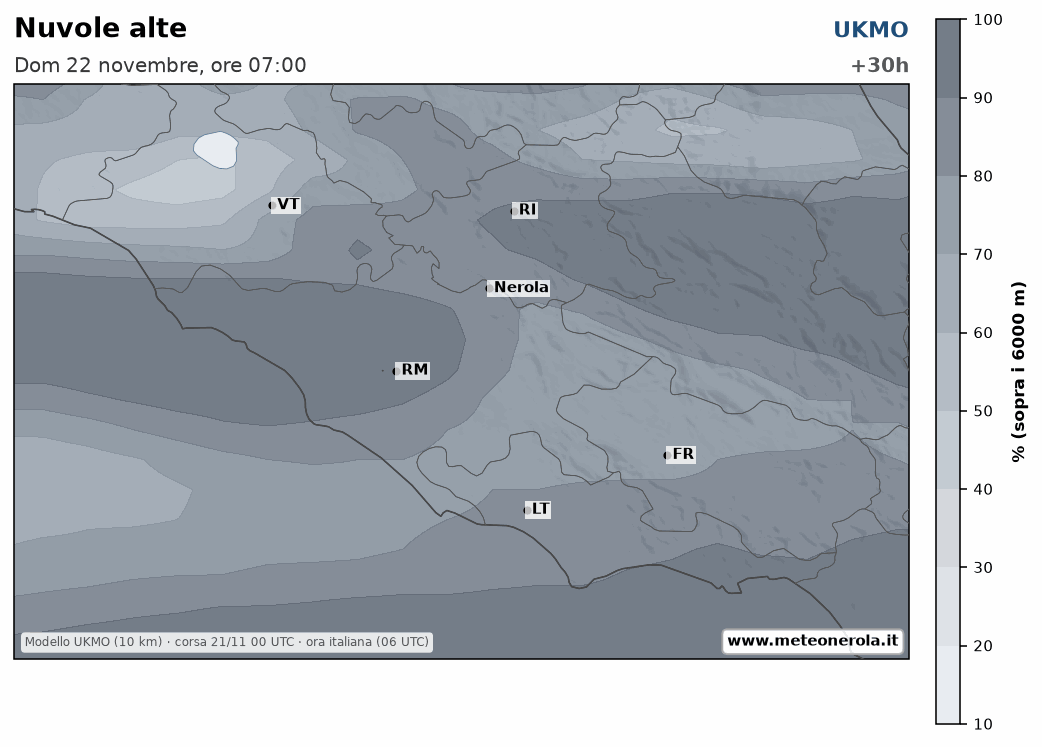 Nuvole alte
UKMO
Dom 22 novembre, ore 07:00
+30h
VT
RI
Nerola
RM
FR
LT
Modello UKMO (10 km) · corsa 21/11 00 UTC · ora italiana (06 UTC)
www.meteonerola.it
100
90
80
70
60
50
40
30
20
10
% (sopra i 6000 m)